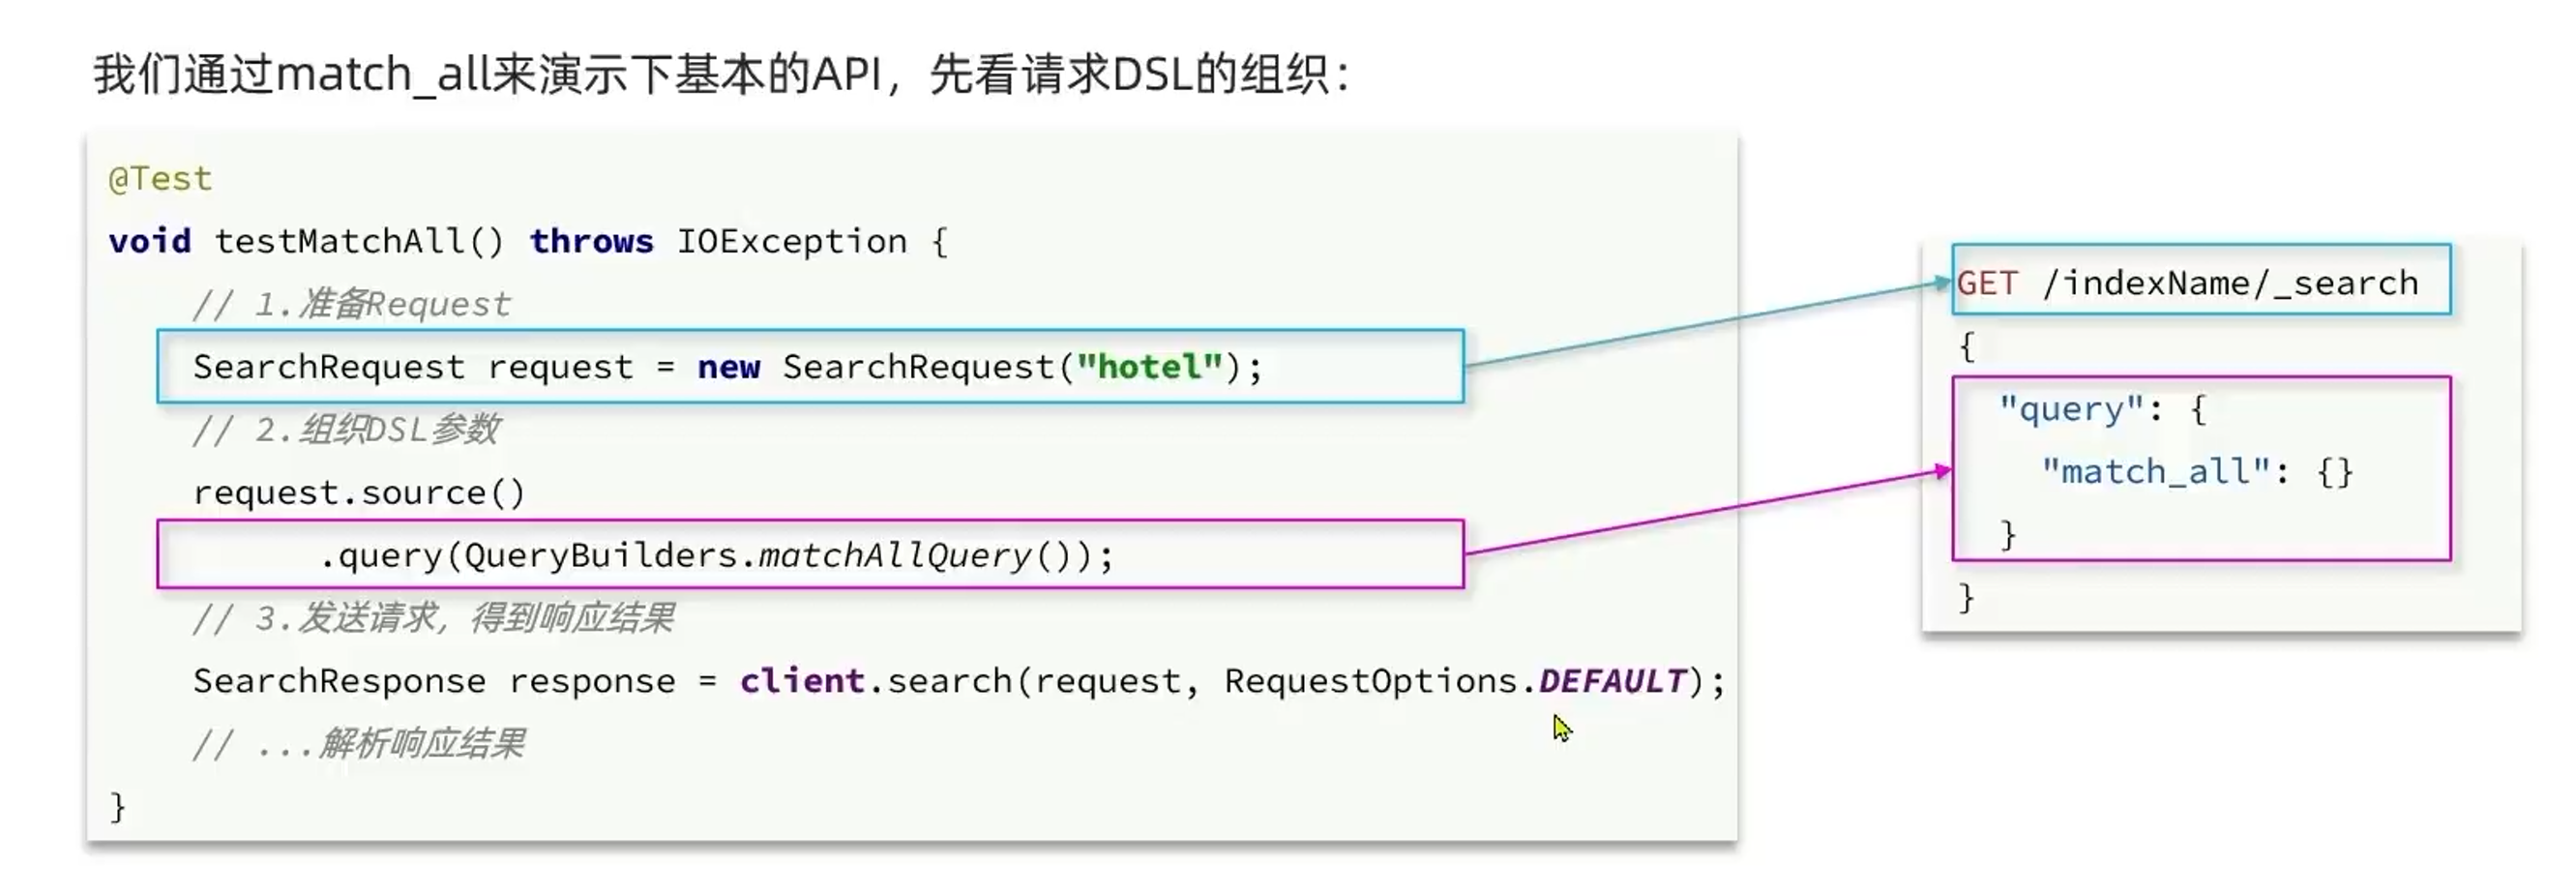 我们通过match_all来演示下基本的API，先看请求DSL的组织：
@Test
void testMatchAll() throws IOException {
// 1.准备Request
SearchRequest request = new SearchRequest("hotel");
// 2.组织DSL参数
request.source()
.query(QueryBuilders.matchAllQuery());
// 3.发送请求，得到响应结果
SearchResponse response = client.search(request, RequestOptions.DEFAULT);
// ...解析响应结果
}
GET /indexName/_search
{
"query": {
"match_all": {}
}
}